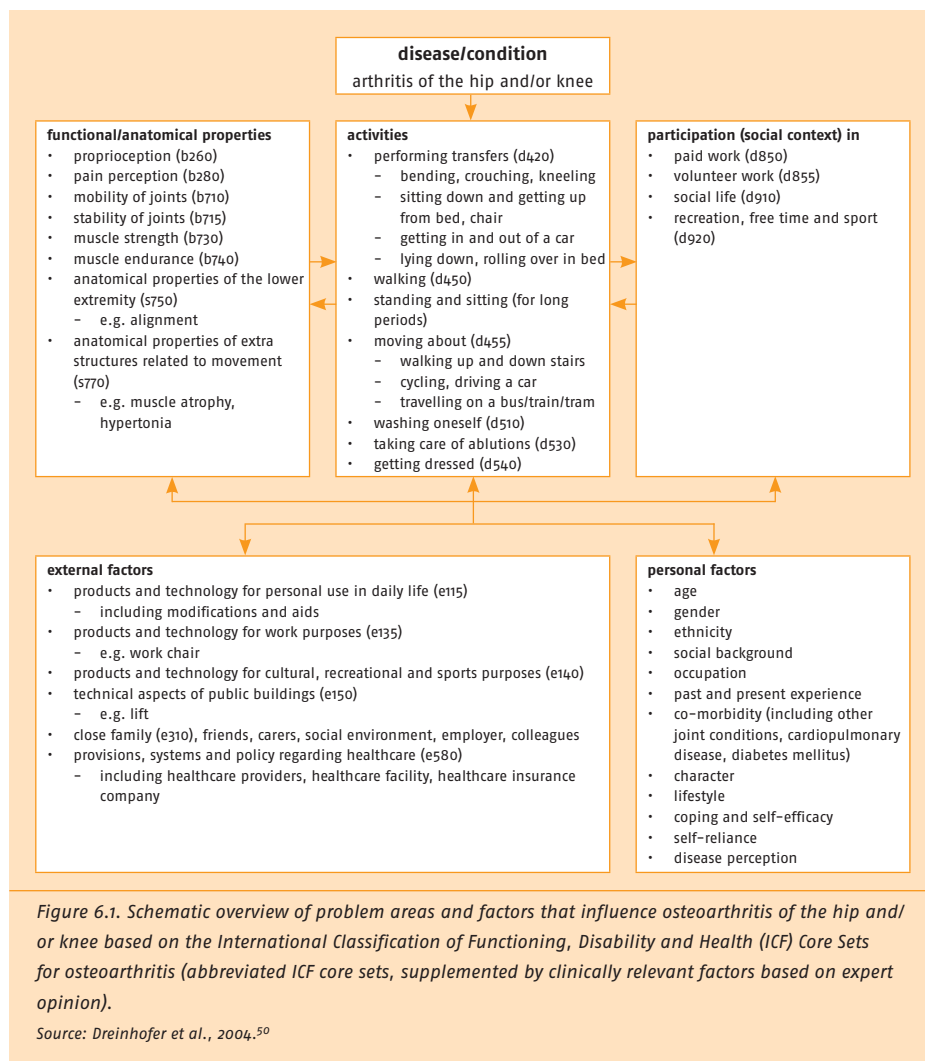 disease/condition
arthritis of the hip and/or knee
functional/anatomical properties
• proprioception (b260)
• pain perception (b280)
• mobility of joints (b710)
• stability of joints (b715)
• muscle strength (b730)
• muscle endurance (b740)
• anatomical properties of the lower
extremity (s750)
– e.g. alignment
• anatomical properties of extra
structures related to movement
(s770)
– e.g. muscle atrophy,
hypertonia
activities
• performing transfers (d420)
– bending, crouching, kneeling
– sitting down and getting up
from bed, chair
– getting in and out of a car
– lying down, rolling over in bed
• walking (d450)
• standing and sitting (for long
periods)
• moving about (d455)
– walking up and down stairs
– cycling, driving a car
– travelling on a bus/train/tram
• washing oneself (d510)
• taking care of ablutions (d530)
• getting dressed (d540)
participation (social context) in
• paid work (d850)
• volunteer work (d855)
• social life (d910)
• recreation, free time and sport
(d920)
external factors
• products and technology for personal use in daily life (e115)
– including modifications and aids
• products and technology for work purposes (e135)
– e.g. work chair
• products and technology for cultural, recreational and sports purposes (e140)
• technical aspects of public buildings (e150)
– e.g. lift
• close family (e310), friends, carers, social environment, employer, colleagues
• provisions, systems and policy regarding healthcare (e580)
– including healthcare providers, healthcare facility, healthcare insurance
company
personal factors
• age
• gender
• ethnicity
• social background
• occupation
• past and present experience
• co-morbidity (including other
joint conditions, cardiopulmonary
disease, diabetes mellitus)
• character
• lifestyle
• coping and self-efficacy
• self-reliance
• disease perception
Figure 6.1. Schematic overview of problem areas and factors that influence osteoarthritis of the hip and/
or knee based on the International Classification of Functioning, Disability and Health (ICF) Core Sets
for osteoarthritis (abbreviated ICF core sets, supplemented by clinically relevant factors based on expert
opinion).
Source: Dreinhofer et al., 2004.⁵⁰